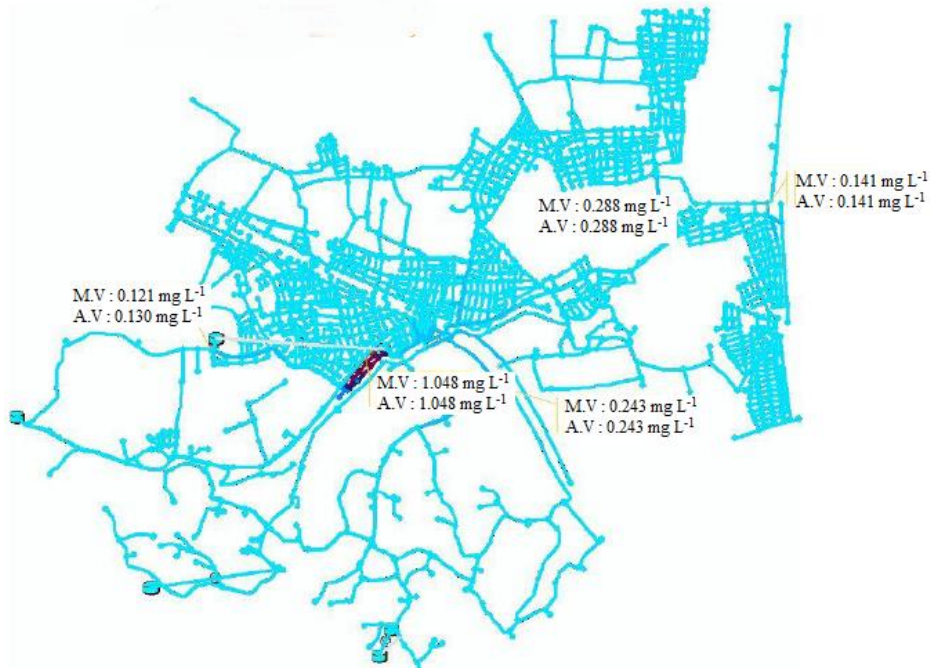 M.V : 0.141 mg L⁻¹
A.V : 0.141 mg L⁻¹
M.V : 0.288 mg L⁻¹
A.V : 0.288 mg L⁻¹
M.V : 0.121 mg L⁻¹
A.V : 0.130 mg L⁻¹
M.V : 1.048 mg L⁻¹
A.V : 1.048 mg L⁻¹
M.V : 0.243 mg L⁻¹
A.V : 0.243 mg L⁻¹